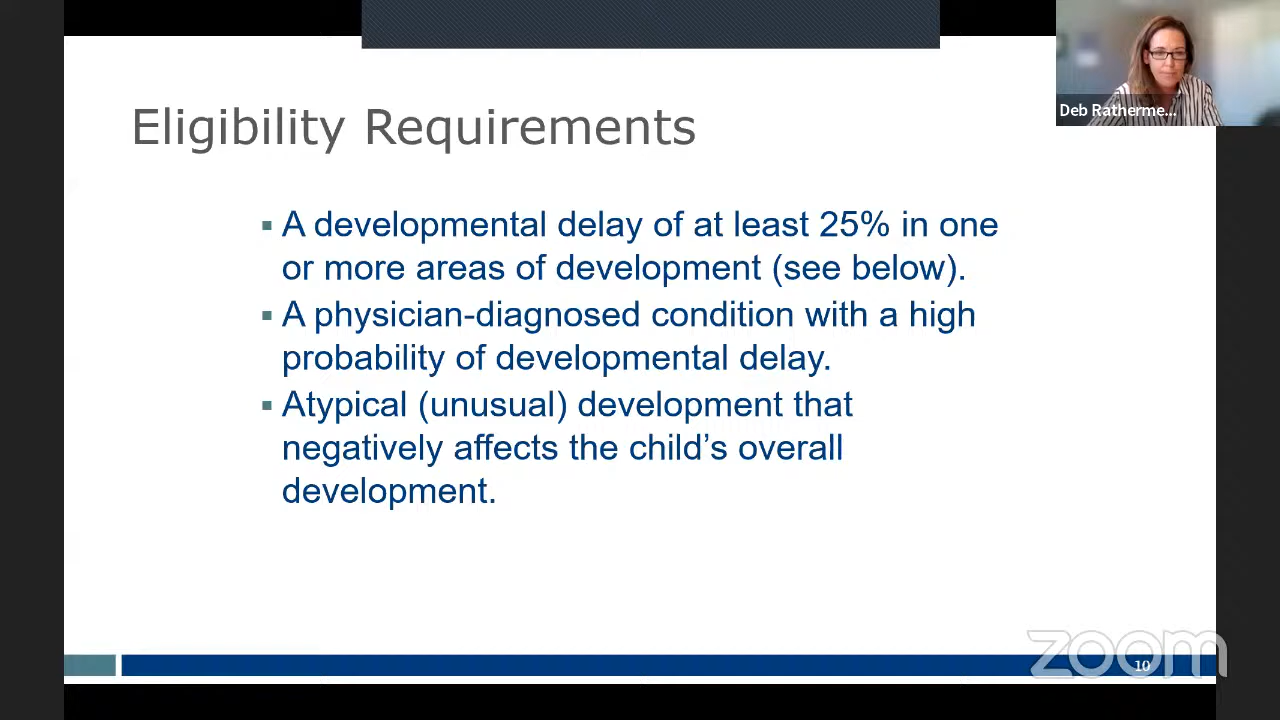 Deb Ratherme...
Eligibility Requirements
▪ A developmental delay of at least 25% in one
or more areas of development (see below).
▪ A physician-diagnosed condition with a high
probability of developmental delay.
▪ Atypical (unusual) development that
negatively affects the child’s overall
development.
zoom
10